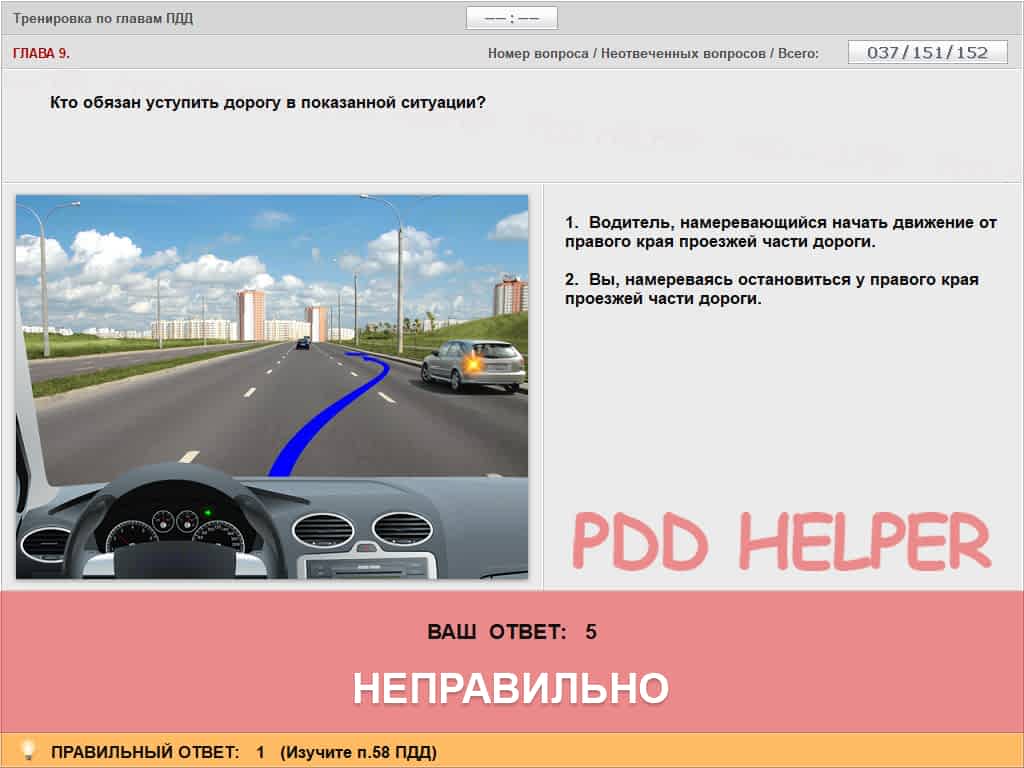 Тренировка по главам ПДД
–– : ––
ГЛАВА 9.
Номер вопроса / Неотвеченных вопросов / Всего:
037/151/152
Кто обязан уступить дорогу в показанной ситуации?
1. Водитель, намеревающийся начать движение от
правого края проезжей части дороги.
2. Вы, намереваясь остановиться у правого края
проезжей части дороги.
PDD HELPER
ВАШ ОТВЕТ: 5
НЕПРАВИЛЬНО
ПРАВИЛЬНЫЙ ОТВЕТ: 1 (Изучите п.58 ПДД)